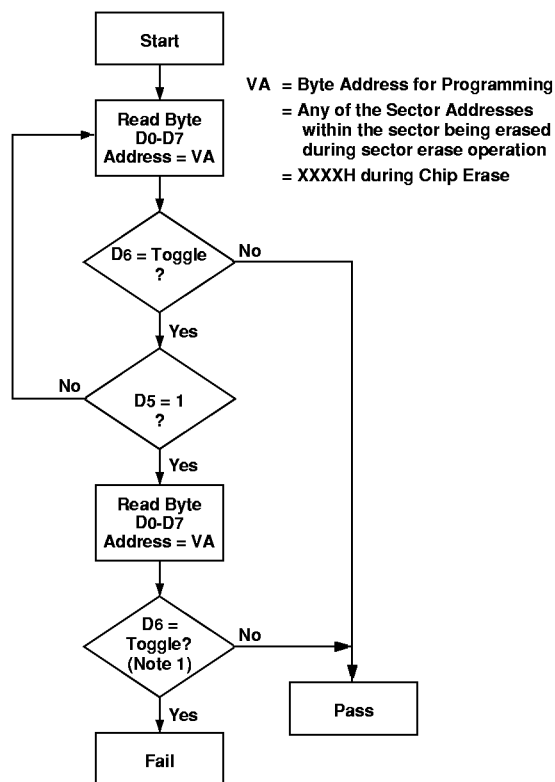 Start
VA = Byte Address for Programming
= Any of the Sector Addresses
within the sector being erased
during sector erase operation
= XXXXH during Chip Erase
Read Byte
D0-D7
Address = VA
D6 = Toggle
?
No
Yes
D5 = 1
?
No
Yes
Read Byte
D0-D7
Address = VA
D6 =
Toggle?
(Note 1)
No
Yes
Pass
Fail